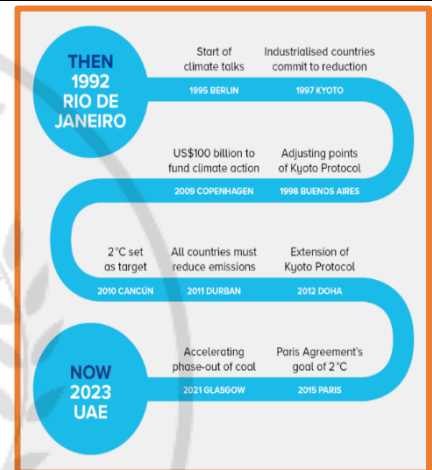 THEN
1992
RIO DE
JANEIRO
Start of
climate talks
1995 BERLIN
Industrialised countries
commit to reduction
1997 KYOTO
US$100 billion to
fund climate action
2009 COPENHAGEN
Adjusting points
of Kyoto Protocol
1998 BUENOS AIRES
2°C set
as target
2010 CANCÚN
All countries must
reduce emissions
2011 DURBAN
Extension of
Kyoto Protocol
2012 DOHA
NOW
2023
UAE
Accelerating
phase-out of coal
2021 GLASGOW
Paris Agreement's
goal of 2°C
2015 PARIS